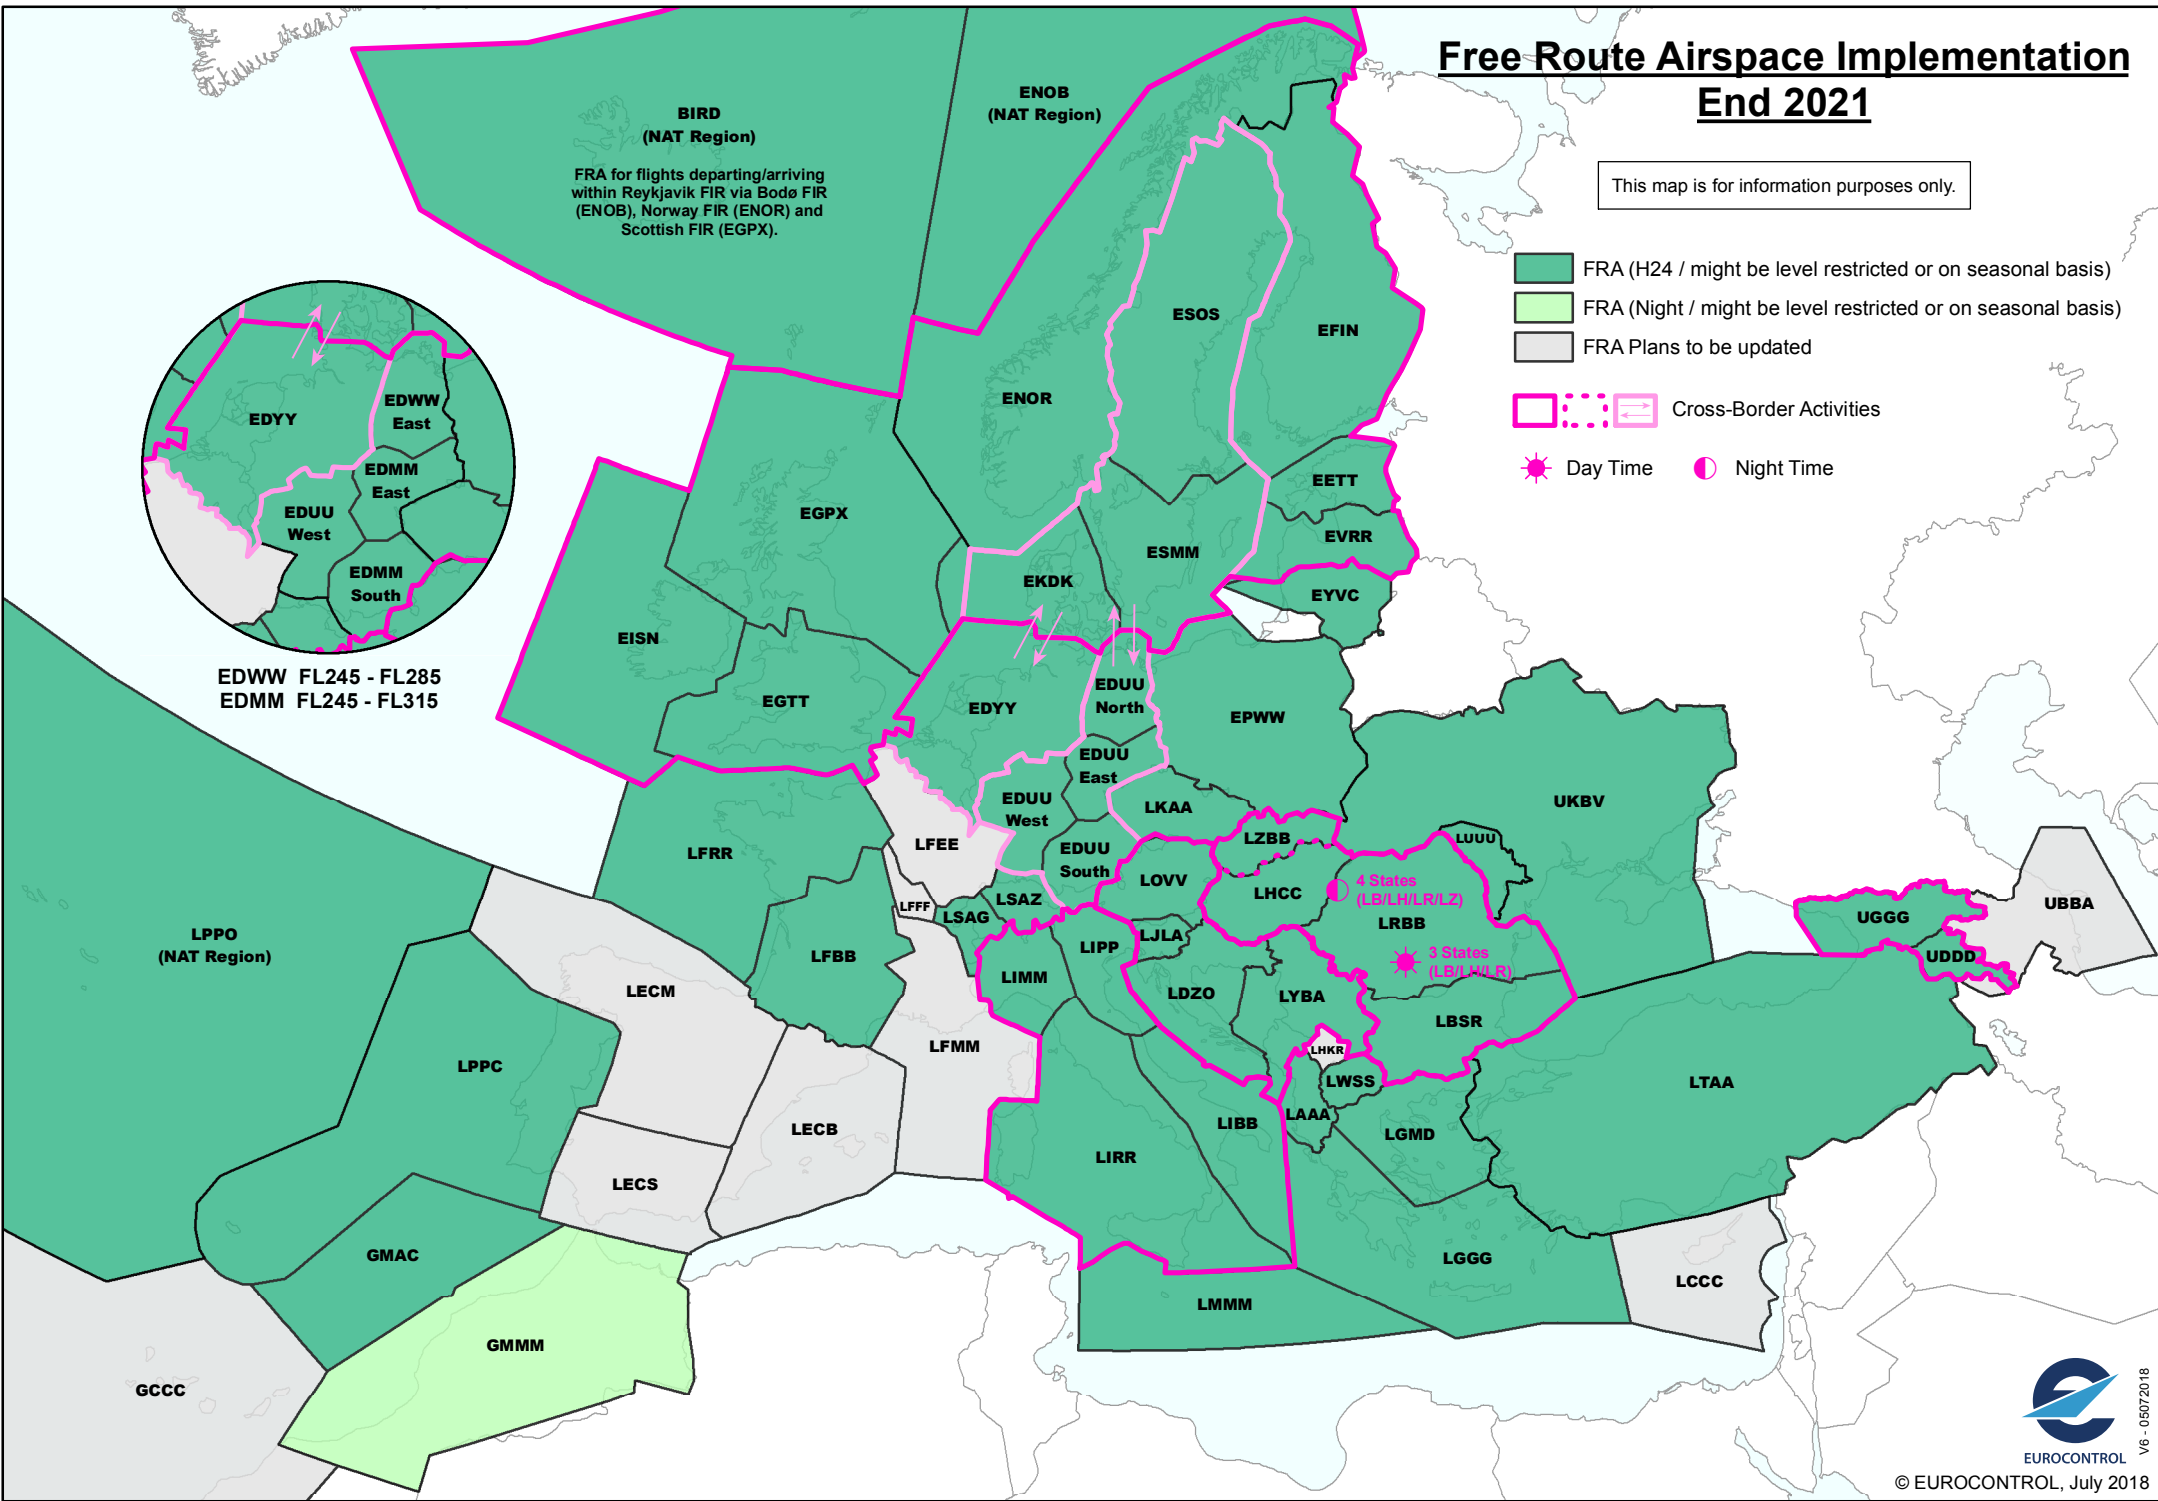 Free Route Airspace Implementation
End 2021
This map is for information purposes only.
FRA (H24 / might be level restricted or on seasonal basis)
FRA (Night / might be level restricted or on seasonal basis)
FRA Plans to be updated
Cross-Border Activities
Day Time
Night Time
BIRD
(NAT Region)
FRA for flights departing/arriving
within Reykjavik FIR via Bodø FIR
(ENOB), Norway FIR (ENOR) and
Scottish FIR (EGPX).
ENOB
(NAT Region)
ESOS
EFIN
ENOR
EDYY
EDWW
East
EDMM
East
EDUU
West
EDMM
South
EDWW FL245 - FL285
EDMM FL245 - FL315
EETT
EGPX
EVRR
ESMM
EKDK
EYVC
EISN
EGTT
EDYY
EDUU
North
EPWW
EDUU
East
EDUU
West
LKAA
UKBV
LFRR
LFEE
EDUU
South
LZBB
LUUU
LOVV
LHCC
4 States
(LB/LH/LR/LZ)
LRBB
LFFF
LSAG
LSAZ
UGGG
UBBA
LPPO
(NAT Region)
LFBB
LIMM
LIPP
LJLA
3 States
(LB/LH/LR)
UDDD
LECM
LDZO
LYBA
LBSR
LFMM
LHKR
LPPC
LWSS
LTAA
LECB
LIBB
LAAA
LGMD
LIRR
LECS
GMAC
LGGG
LCCC
LMMM
GMMM
GCCC
EUROCONTROL
V6 - 05072018
© EUROCONTROL, July 2018